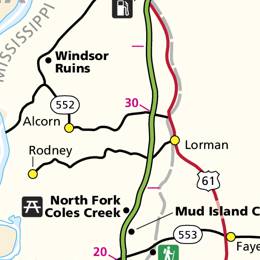 MISSISSIPPI
Windsor
Ruins
552
30
Alcorn
Lorman
Rodney
61
North Fork
Coles Creek
Mud Island C
553
Faye
20